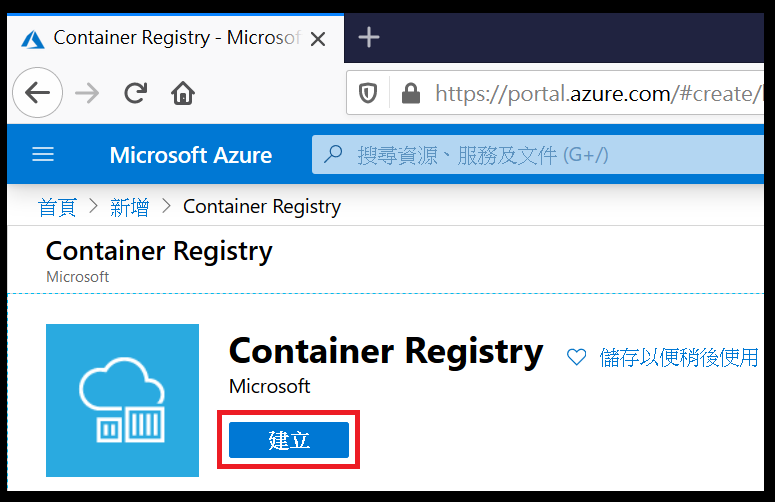 Container Registry - Microsof
https://portal.azure.com/#create/
Microsoft Azure
搜尋資源、服務及文件 (G+/)
首頁 > 新增 > Container Registry
Container Registry
Microsoft
Container Registry
儲存以便稍後使用
Microsoft
建立